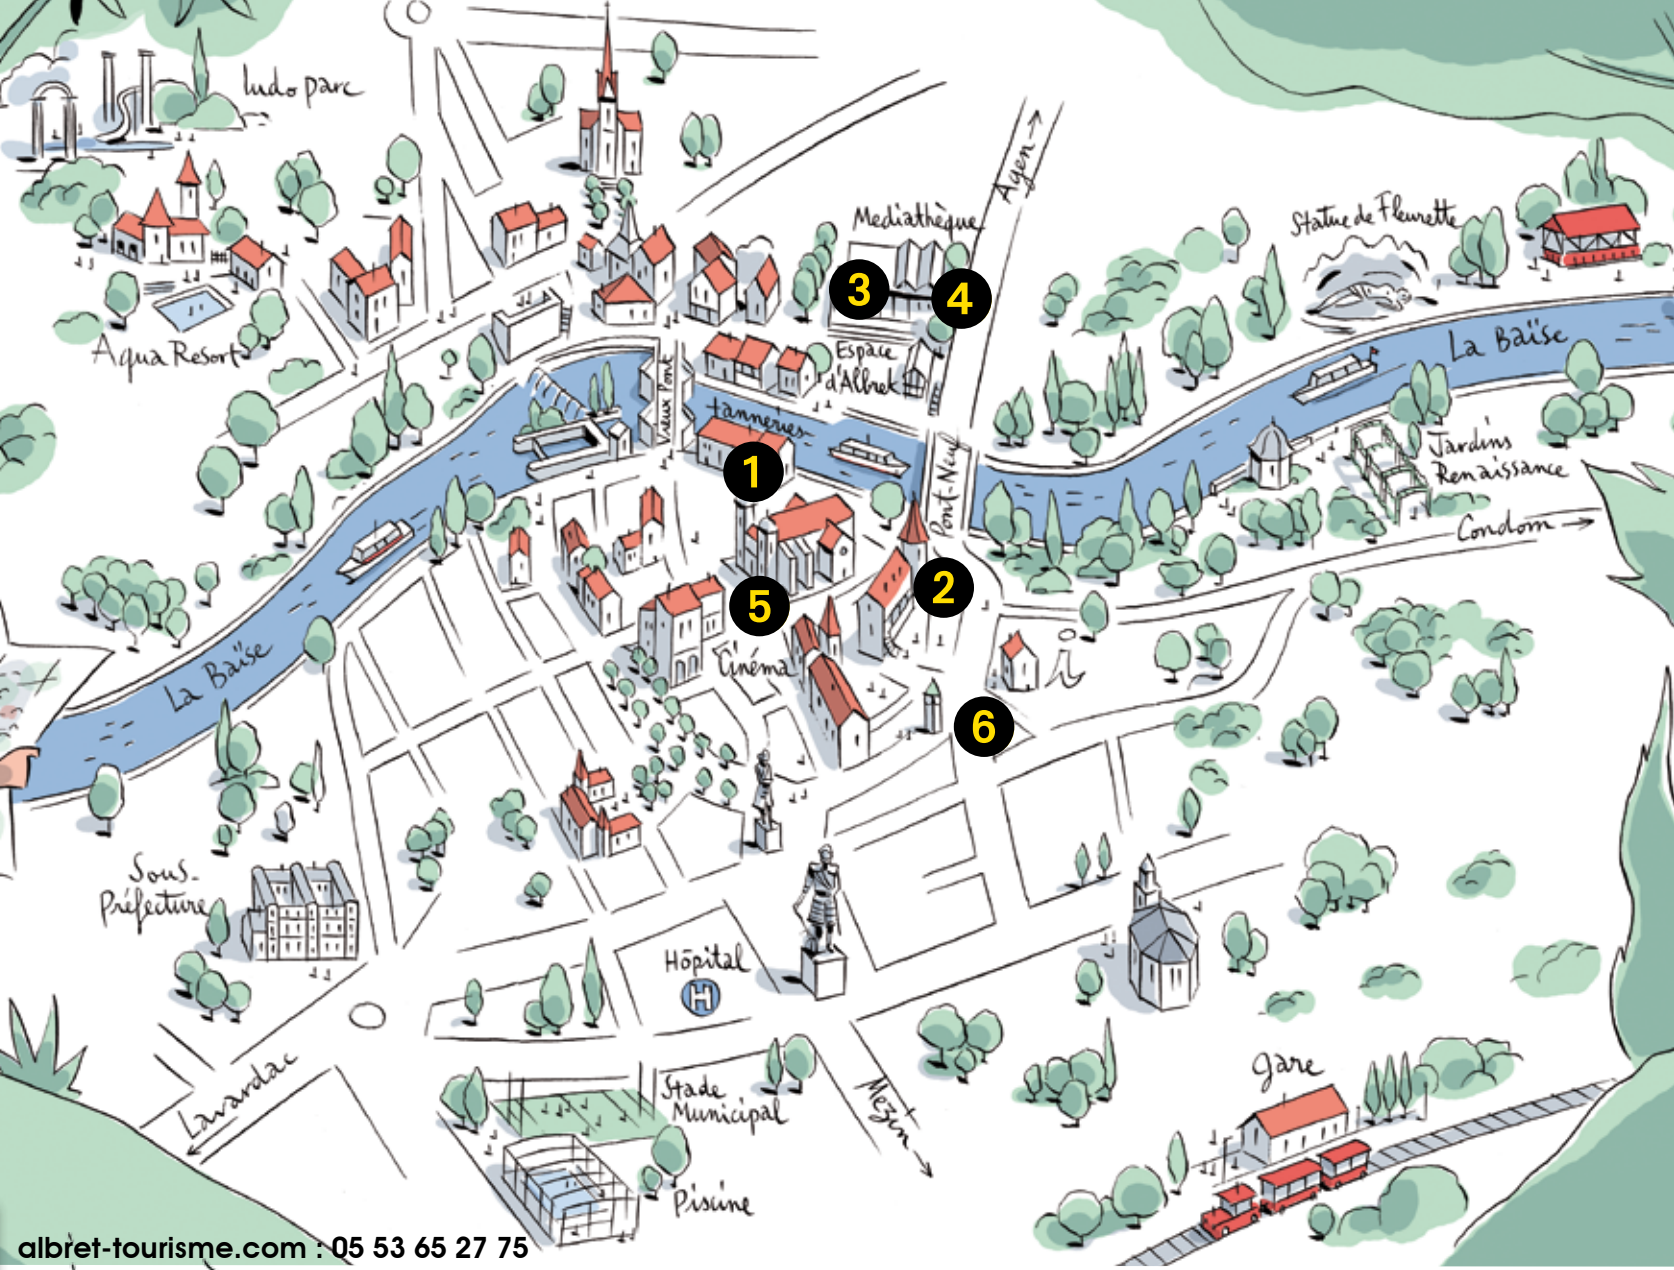 ludo parc
Agen →
Mediathèque
Statue de Fleurette
3
4
La Baïse
Aqua Resort
Espace
d'Albret
Vieux Pont
tanneries
Pont-Neuf
Jardins
Renaissance
Condom →
1
2
5
Cinéma
i
La Baïse
6
Sous-
Préfecture
Hôpital
H
Lavardac
Stade
Municipal
Mézin
Gare
Piscine
albret-tourisme.com : 05 53 65 27 75